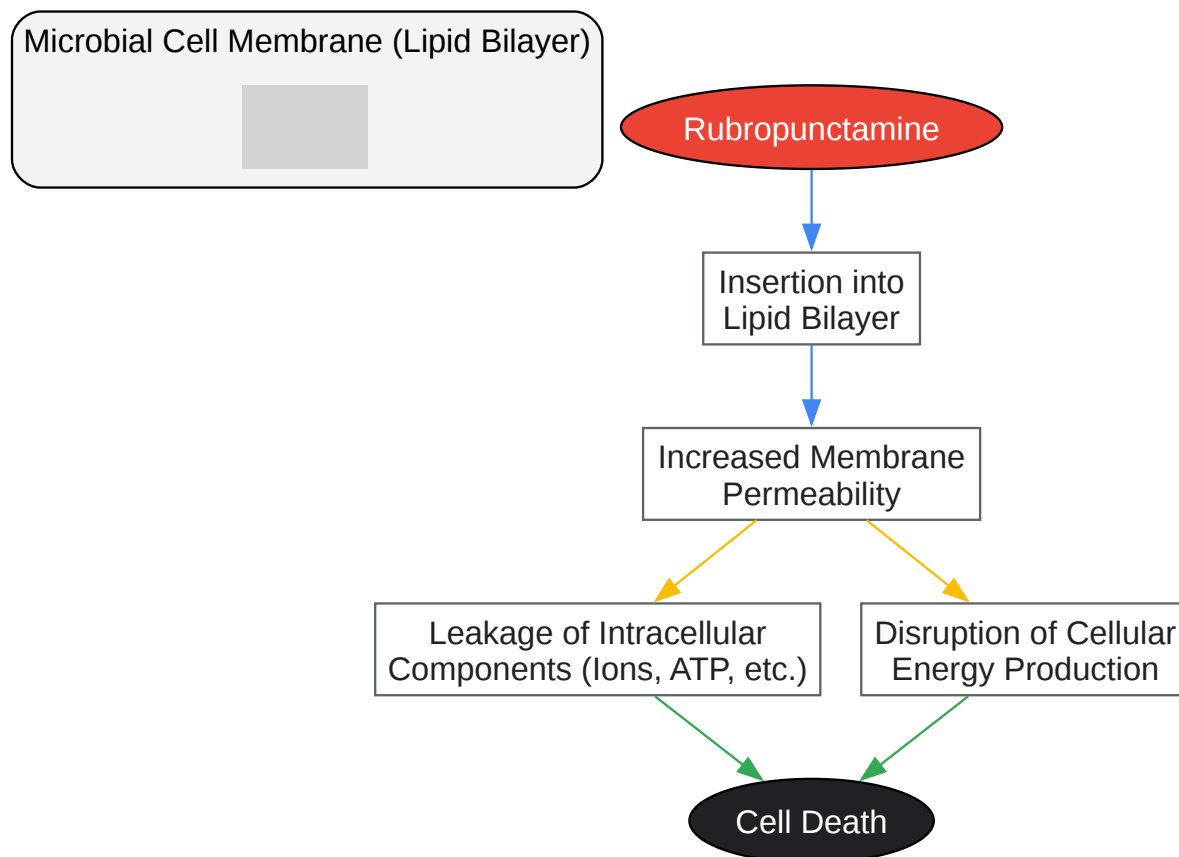 Microbial Cell Membrane (Lipid Bilayer)
Rubropunctamine
Insertion into
Lipid Bilayer
Increased Membrane
Permeability
Leakage of Intracellular
Components (Ions, ATP, etc.)
Disruption of Cellular
Energy Production
Cell Death